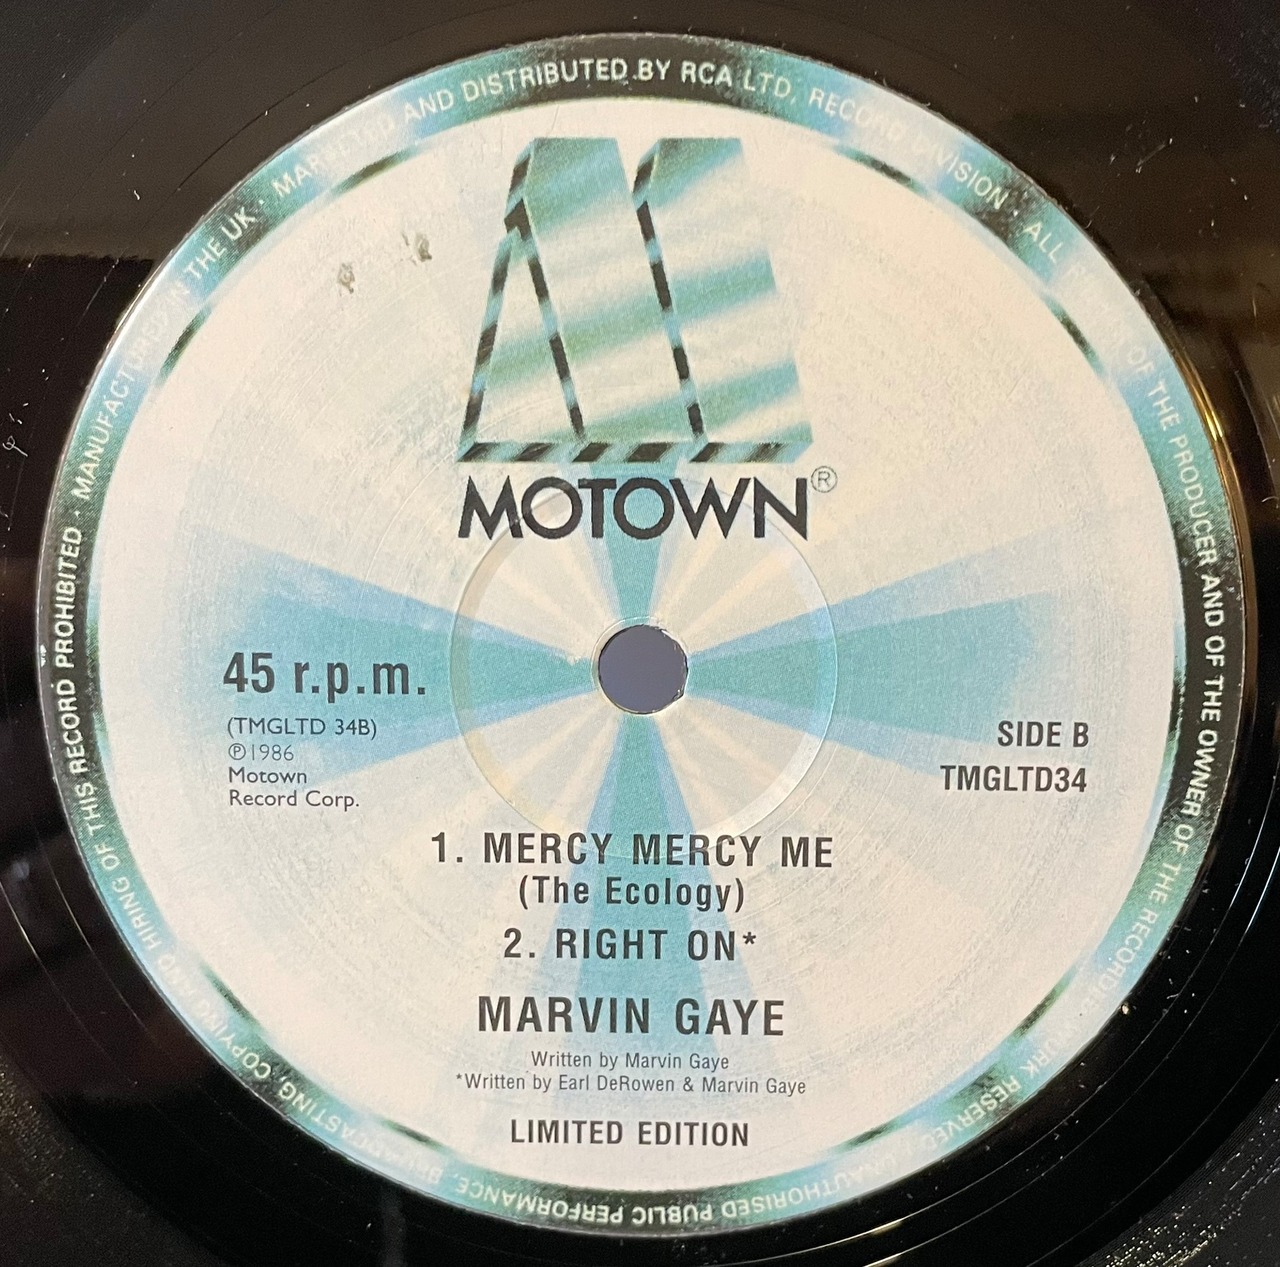 MANUFACTURED IN THE UK · MARKETED AND DISTRIBUTED BY RCA LTD, RECORD DIVISION · ALL RIGHTS OF THE PRODUCER AND OF THE OWNER OF THE RECORDED WORK RESERVED. UNAUTHORISED PUBLIC PERFORMANCE, BROADCASTING, COPYING AND HIRING OF THIS RECORD PROHIBITED ·
MOTOWN®
45 r.p.m.
(TMGLTD 34B)
℗1986
Motown
Record Corp.
SIDE B
TMGLTD34
1. MERCY MERCY ME
(The Ecology)
2. RIGHT ON*
MARVIN GAYE
Written by Marvin Gaye
*Written by Earl DeRowen & Marvin Gaye
LIMITED EDITION